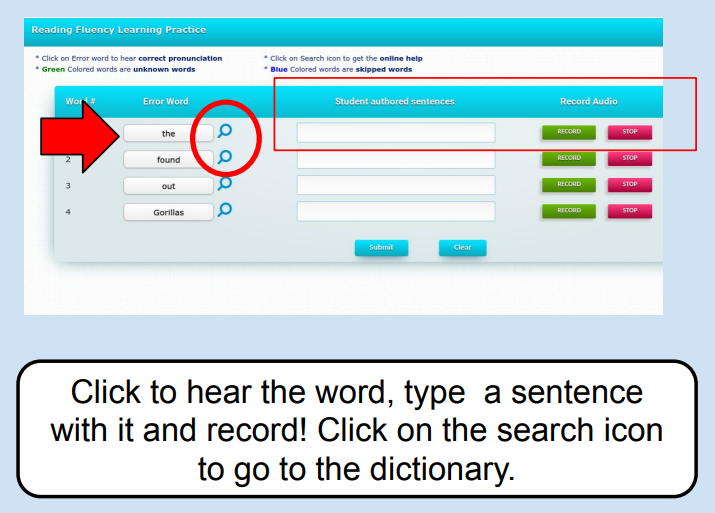 Reading Fluency Learning Practice
* Click on Error word to hear correct pronunciation * Click on Search icon to get the online help
* Green Colored words are unknown words * Blue Colored words are skipped words
Word # Error Word Student authored sentences Record Audio
the RECORD STOP
2 found RECORD STOP
3 out RECORD STOP
4 Gorillas RECORD STOP
Submit Clear
Click to hear the word, type a sentence
with it and record! Click on the search icon
to go to the dictionary.